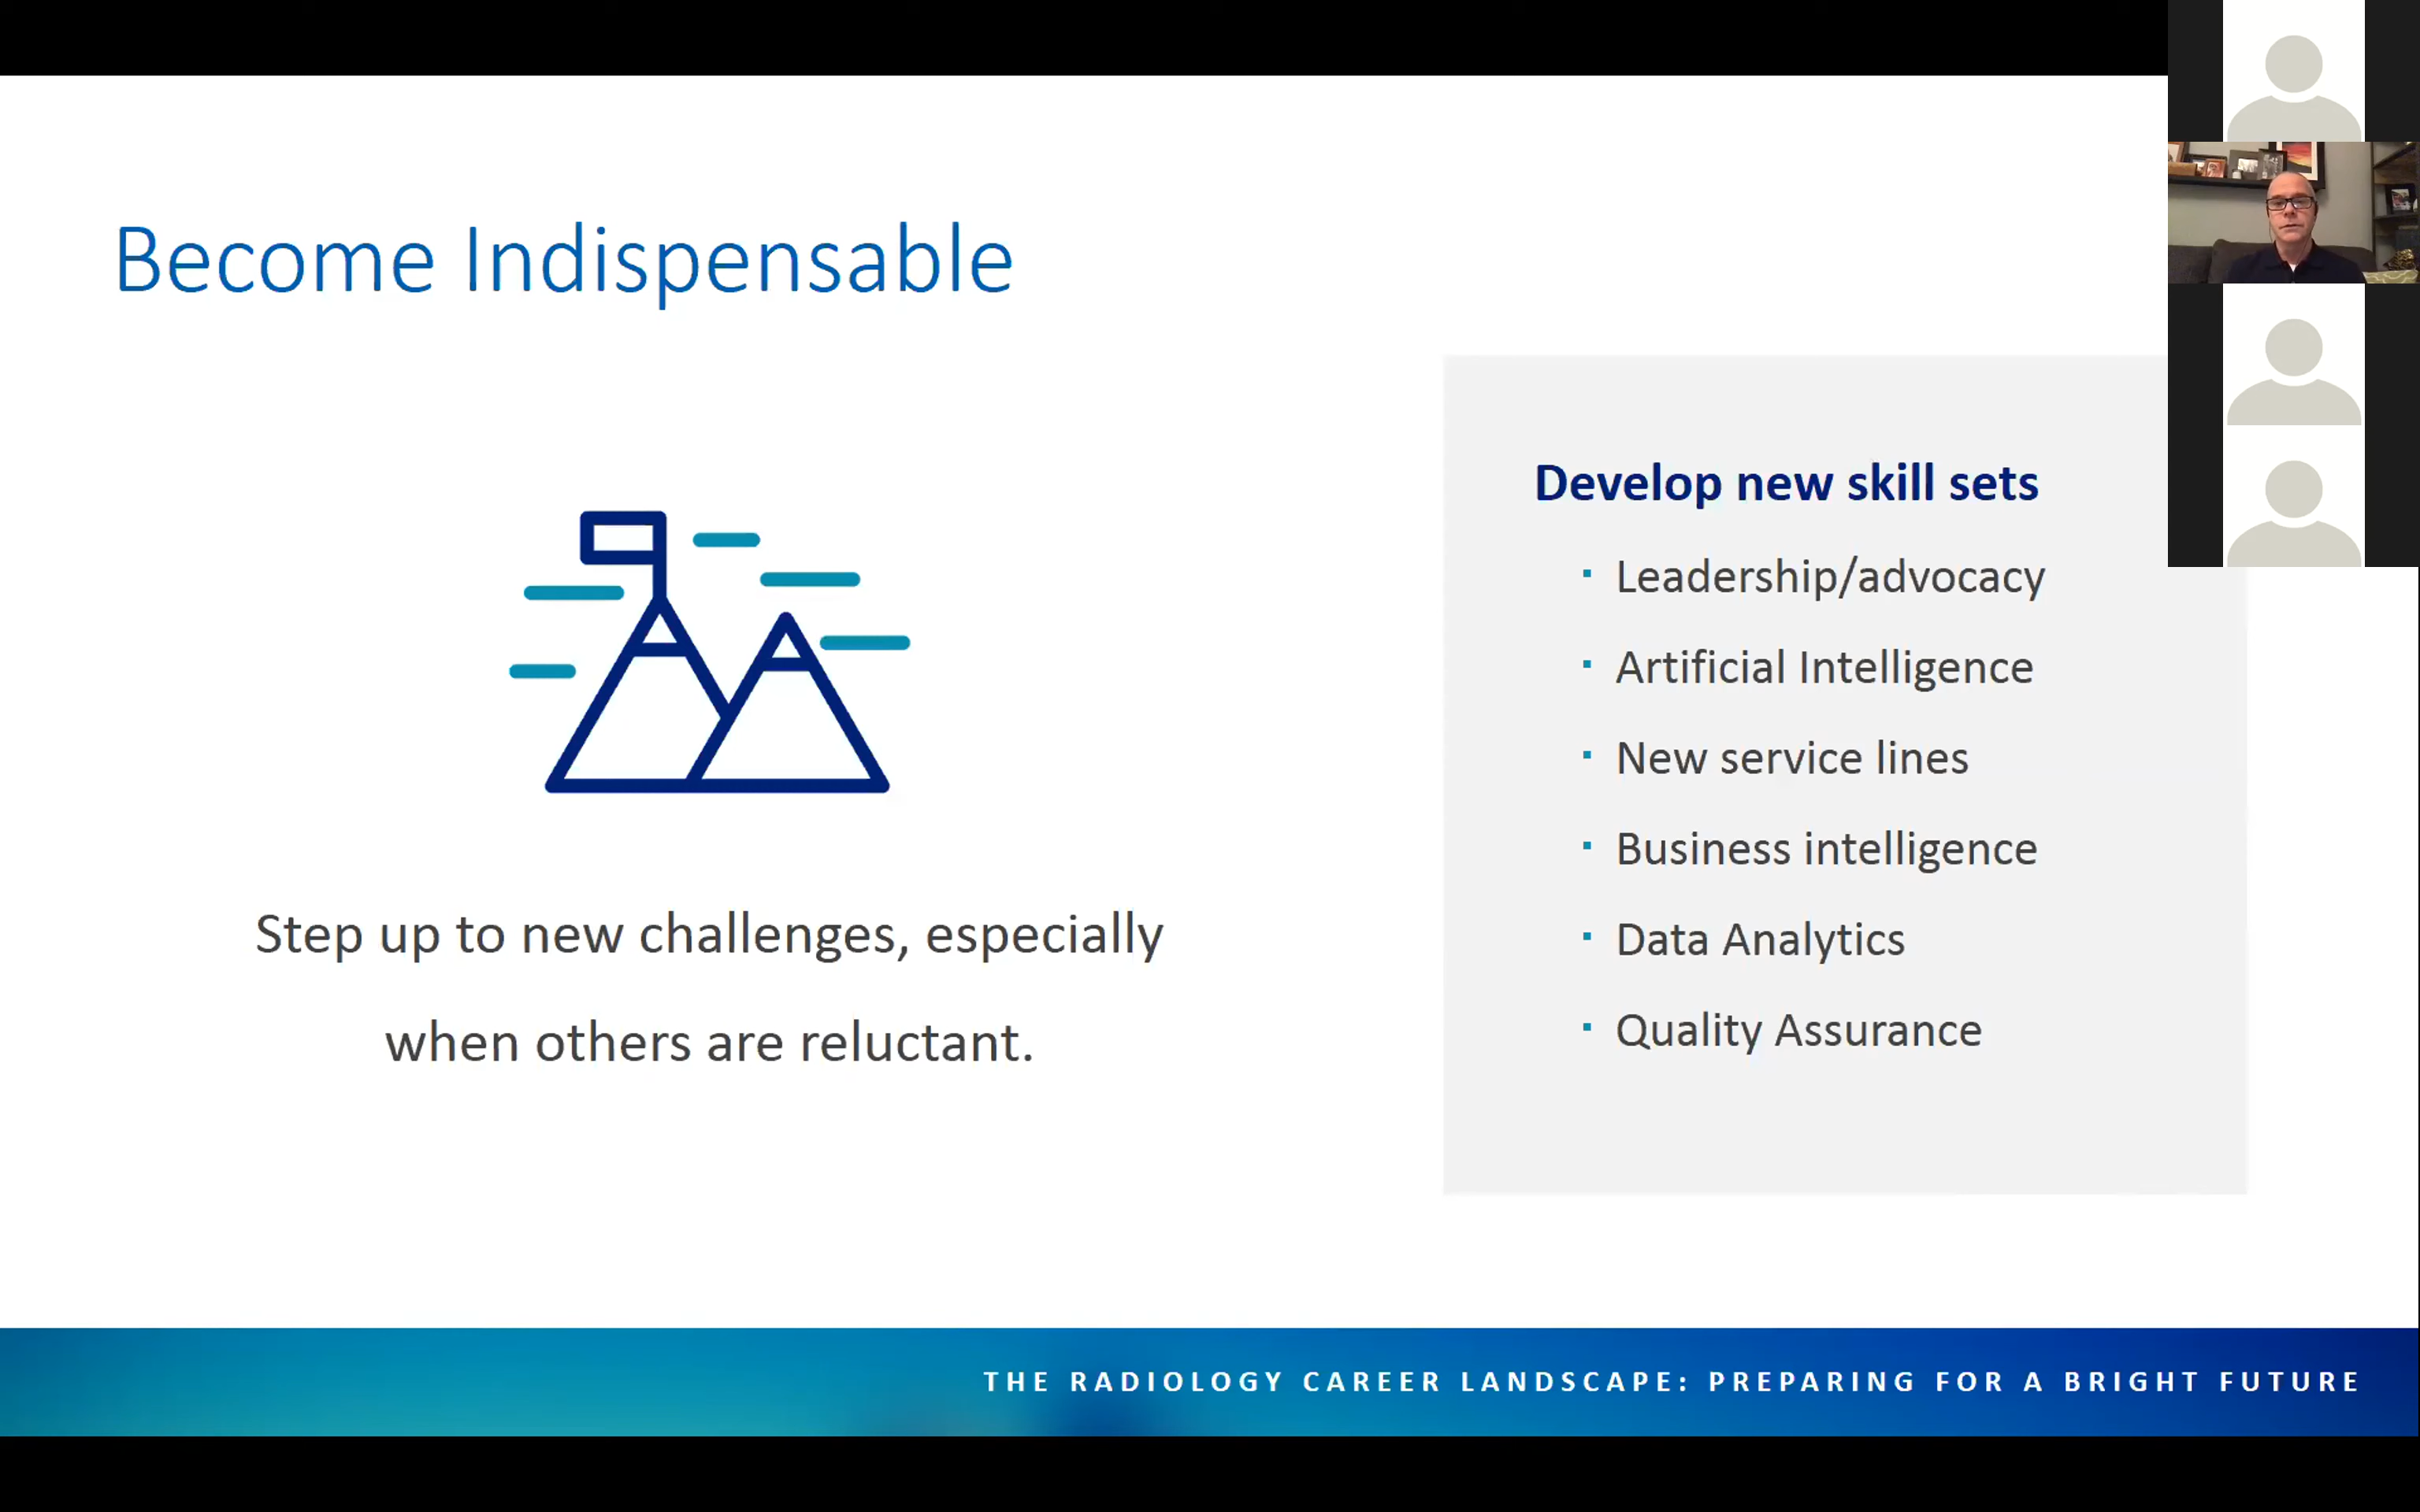 Become Indispensable
Step up to new challenges, especially
when others are reluctant.
Develop new skill sets
Leadership/advocacy
Artificial Intelligence
New service lines
Business intelligence
Data Analytics
Quality Assurance
THE RADIOLOGY CAREER LANDSCAPE: PREPARING FOR A BRIGHT FUTURE